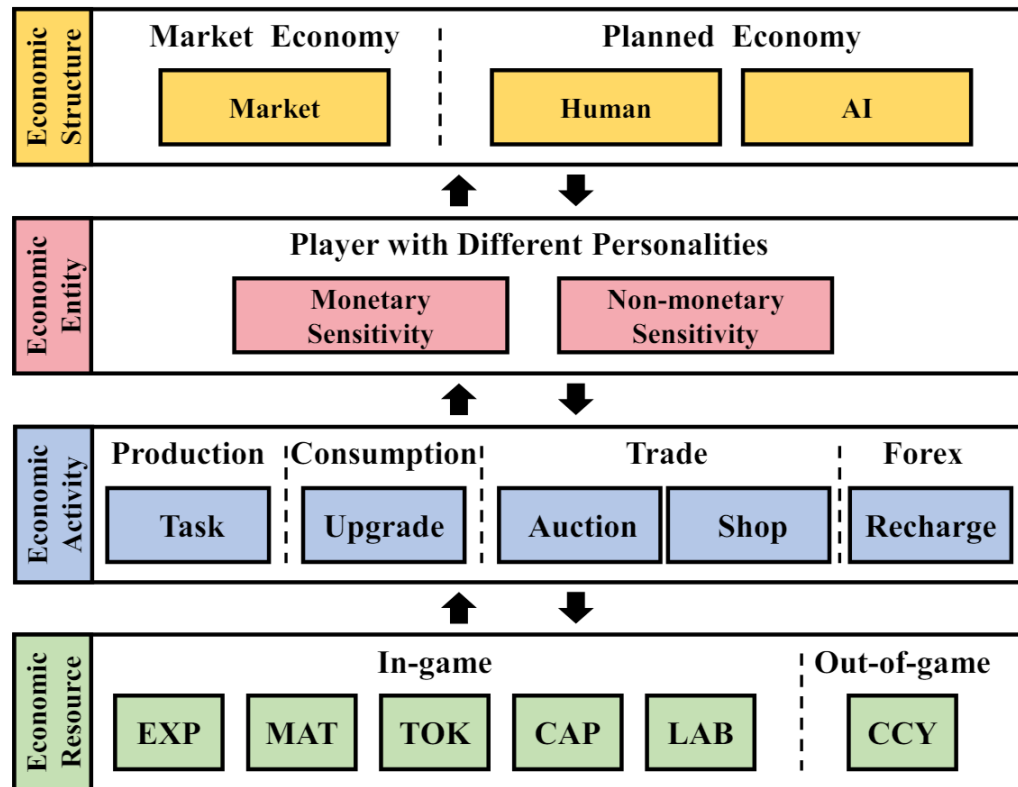 Economic
Structure
Market Economy
Planned Economy
Market
Human
AI
Economic
Entity
Player with Different Personalities
Monetary
Sensitivity
Non-monetary
Sensitivity
Economic
Activity
Production
Consumption
Trade
Forex
Task
Upgrade
Auction
Shop
Recharge
Economic
Resource
In-game
Out-of-game
EXP
MAT
TOK
CAP
LAB
CCY